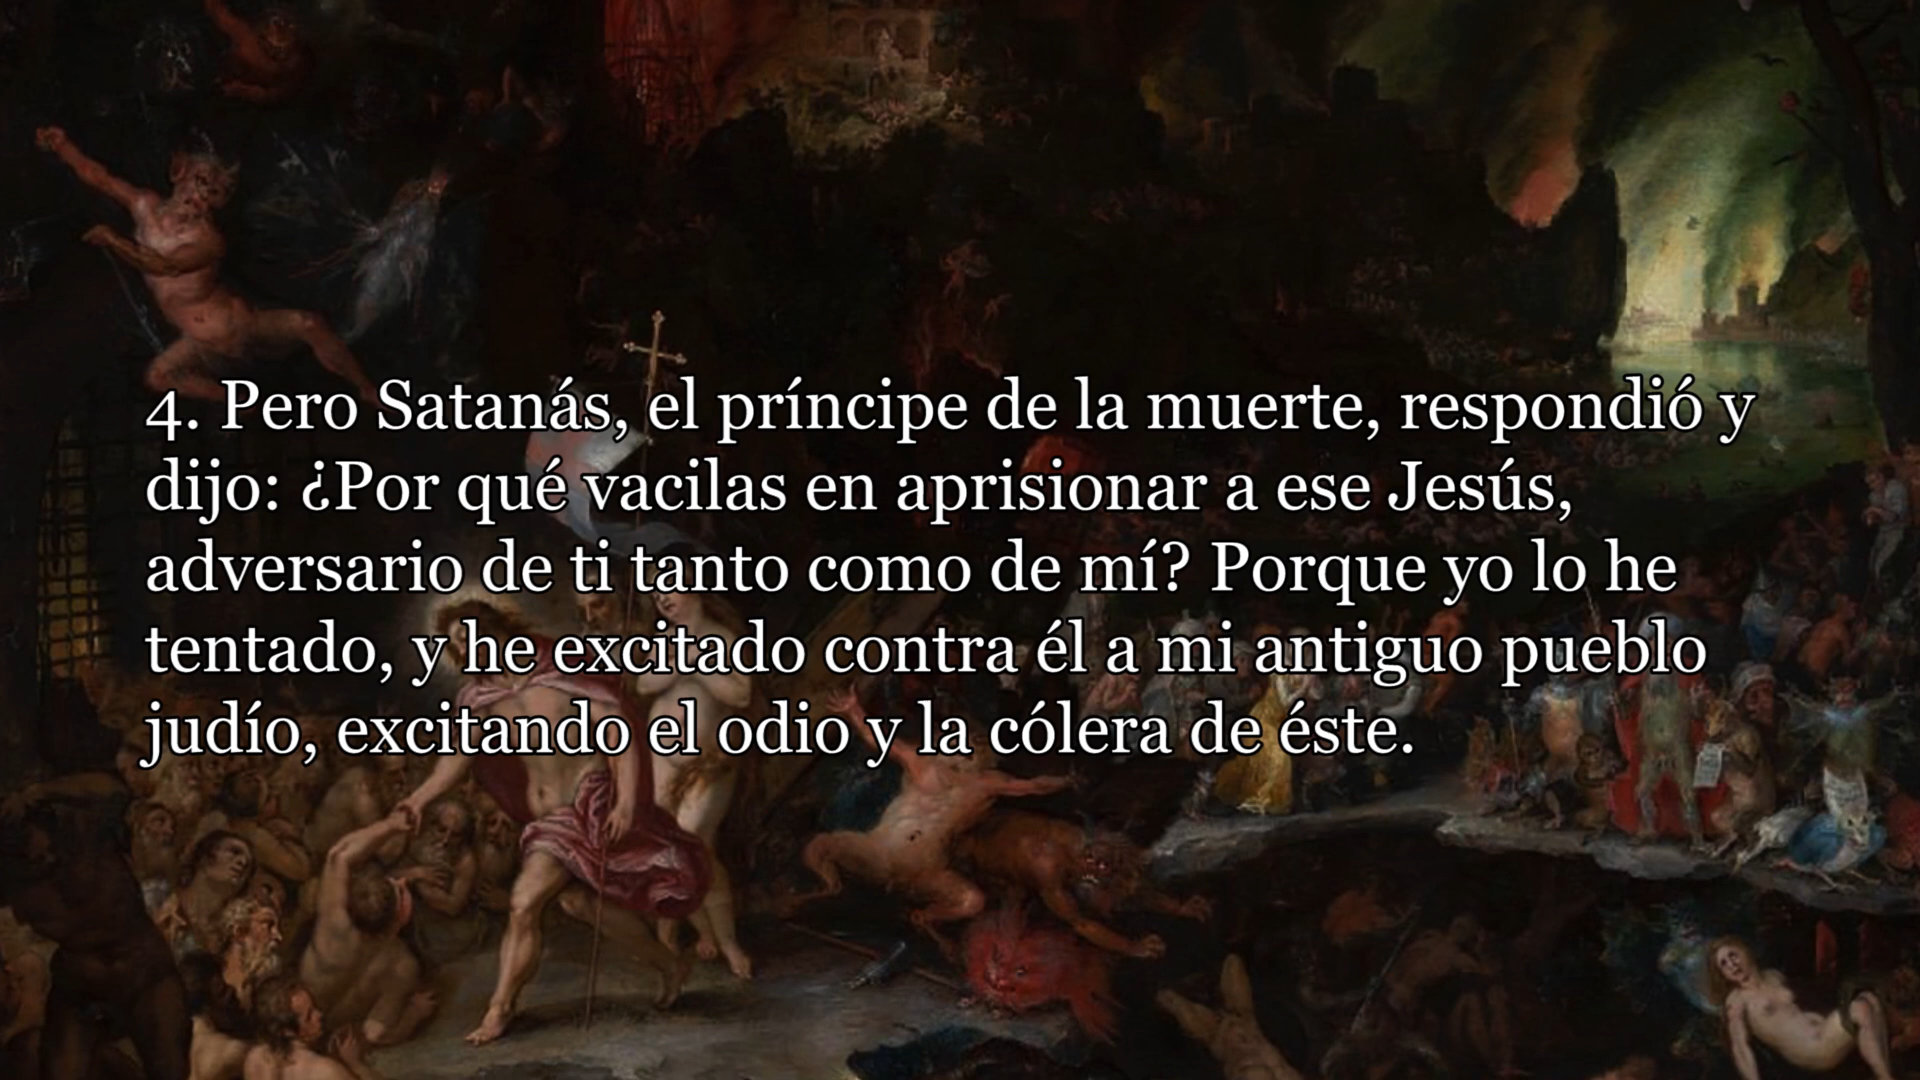 4. Pero Satanás, el príncipe de la muerte, respondió y
dijo: ¿Por qué vacilas en aprisionar a ese Jesús,
adversario de ti tanto como de mí? Porque yo lo he
tentado, y he excitado contra él a mi antiguo pueblo
judío, excitando el odio y la cólera de éste.